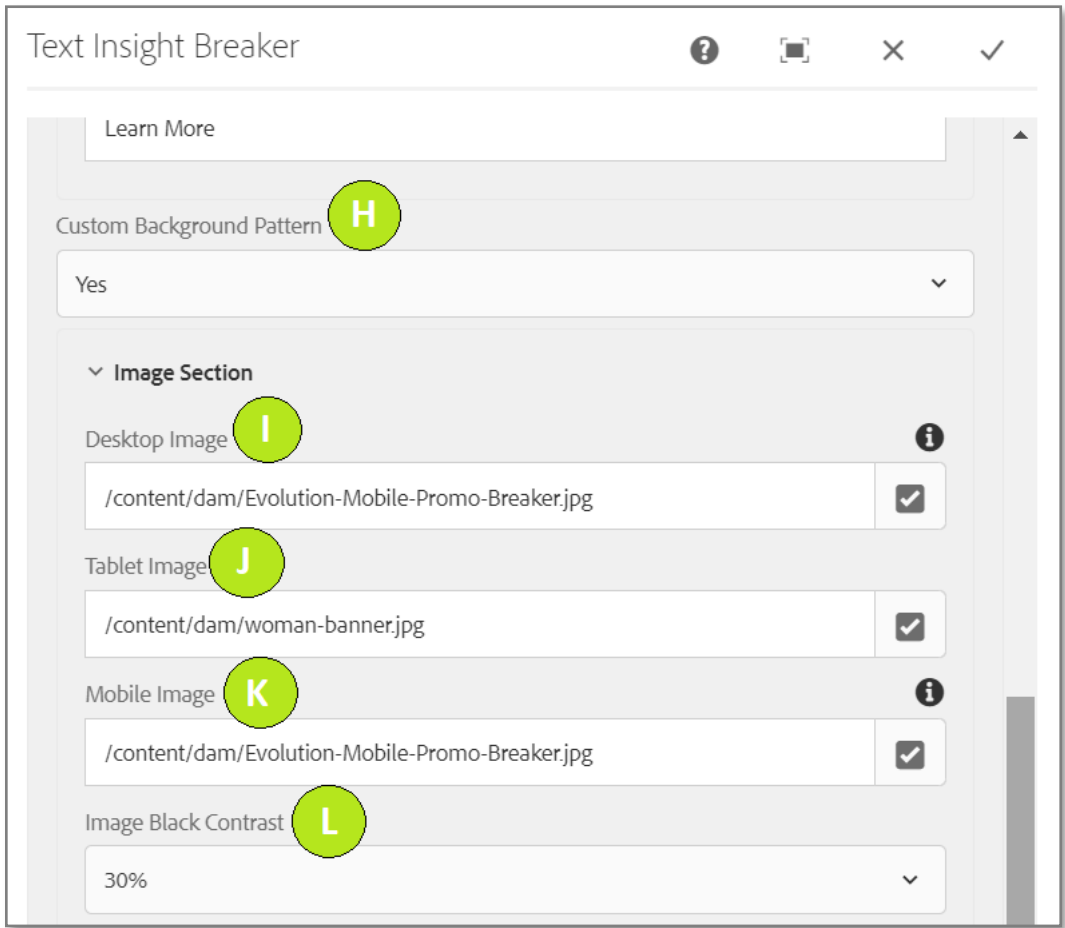 Text Insight Breaker
Learn More
Custom Background Pattern H
Yes
Image Section
Desktop Image I
/content/dam/Evolution-Mobile-Promo-Breaker.jpg
Tablet Image J
/content/dam/woman-banner.jpg
Mobile Image K
/content/dam/Evolution-Mobile-Promo-Breaker.jpg
Image Black Contrast L
30%